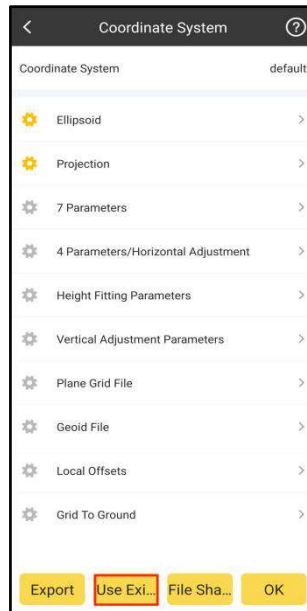 Coordinate System
Coordinate System default
Ellipsoid
Projection
7 Parameters
4 Parameters/Horizontal Adjustment
Height Fitting Parameters
Vertical Adjustment Parameters
Plane Grid File
Geoid File
Local Offsets
Grid To Ground
Export Use Exi... File Sha... OK